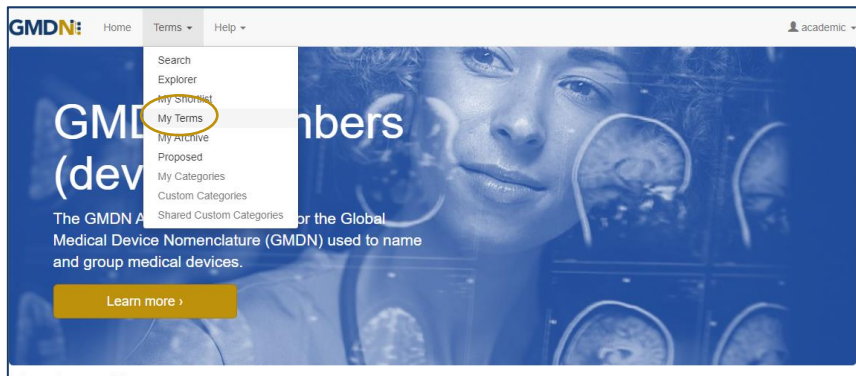 GMDN
Home Terms Help academic
Search
Explorer
My Shortlist
My Terms
My Archive
Proposed
My Categories
Custom Categories
Shared Custom Categories
GM mbers
(dev
The GMDN A or the Global
Medical Device Nomenclature (GMDN) used to name
and group medical devices.
Learn more ›